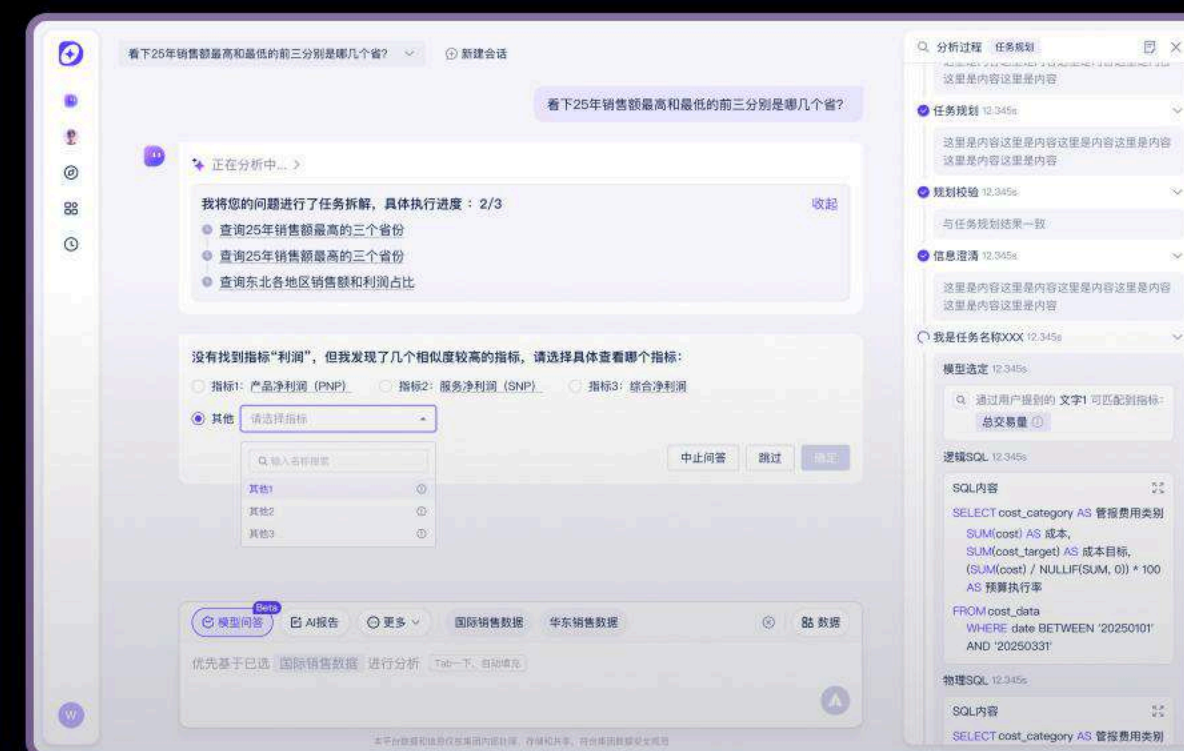 看下25年销售额最高和最低的前三分别是哪几个省?
新建会话
看下25年销售额最高和最低的前三分别是哪几个省?
正在分析中...
我将您的问题进行了任务拆解，具体执行进度：2/3
收起
查询25年销售额最高的三个省份
查询25年销售额最高的三个省份
查询东北各地区销售额和利润占比
没有找到指标“利润”，但我发现了几个相似度较高的指标，请选择具体查看哪个指标：
指标1：产品净利润（PNP） 指标2：服务净利润（SNP） 指标3：综合净利润
其他 请选择指标
输入名称搜索
其他1
其他2
其他3
中止问答 跳过 确定
Beta
模型问答 AI报告 更多 国际销售数据 华东销售数据 数据
优先基于已选 国际销售数据 进行分析 Tab一下，自动填充
W
分析过程 任务规划
这里是内容这里是内容
任务规划 12.345s
这里是内容这里是内容这里是内容这里是内容
这里是内容这里是内容
规划校验 12.345s
与任务规划结果一致
信息澄清 12.345s
这里是内容这里是内容这里是内容这里是内容
这里是内容这里是内容
我是任务名称XXX 12.345s
模型选定 12.345s
通过用户提到的 文字1 可匹配到指标：
总交易量
逻辑SQL 12.345s
SQL内容
SELECT cost_category AS 管报费用类别
SUM(cost) AS 成本,
SUM(cost_target) AS 成本目标,
(SUM(cost) / NULLIF(SUM, 0)) * 100
AS 预算执行率
FROM cost_data
WHERE date BETWEEN '20250101'
AND '20250331'
物理SQL 12.345s
SQL内容
SELECT cost_category AS 管报费用类别